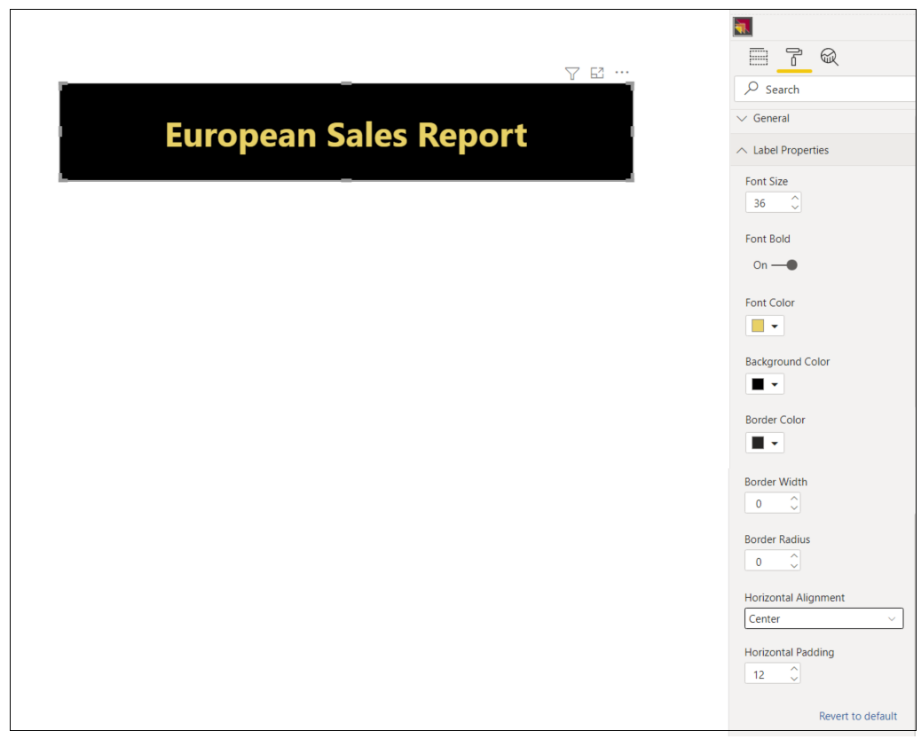 European Sales Report
Search
General
Label Properties
Font Size
36
Font Bold
On
Font Color
Background Color
Border Color
Border Width
0
Border Radius
0
Horizontal Alignment
Center
Horizontal Padding
12
Revert to default